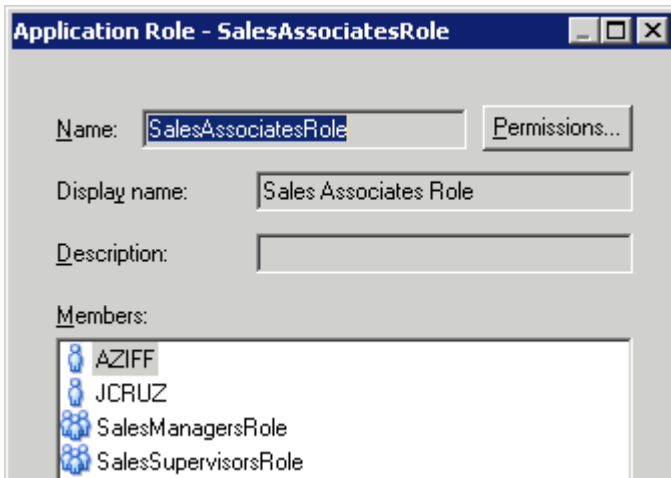 Application Role - SalesAssociatesRole
Name: SalesAssociatesRole Permissions...
Display name: Sales Associates Role
Description:
Members:
AZIFF
JCRUZ
SalesManagersRole
SalesSupervisorsRole